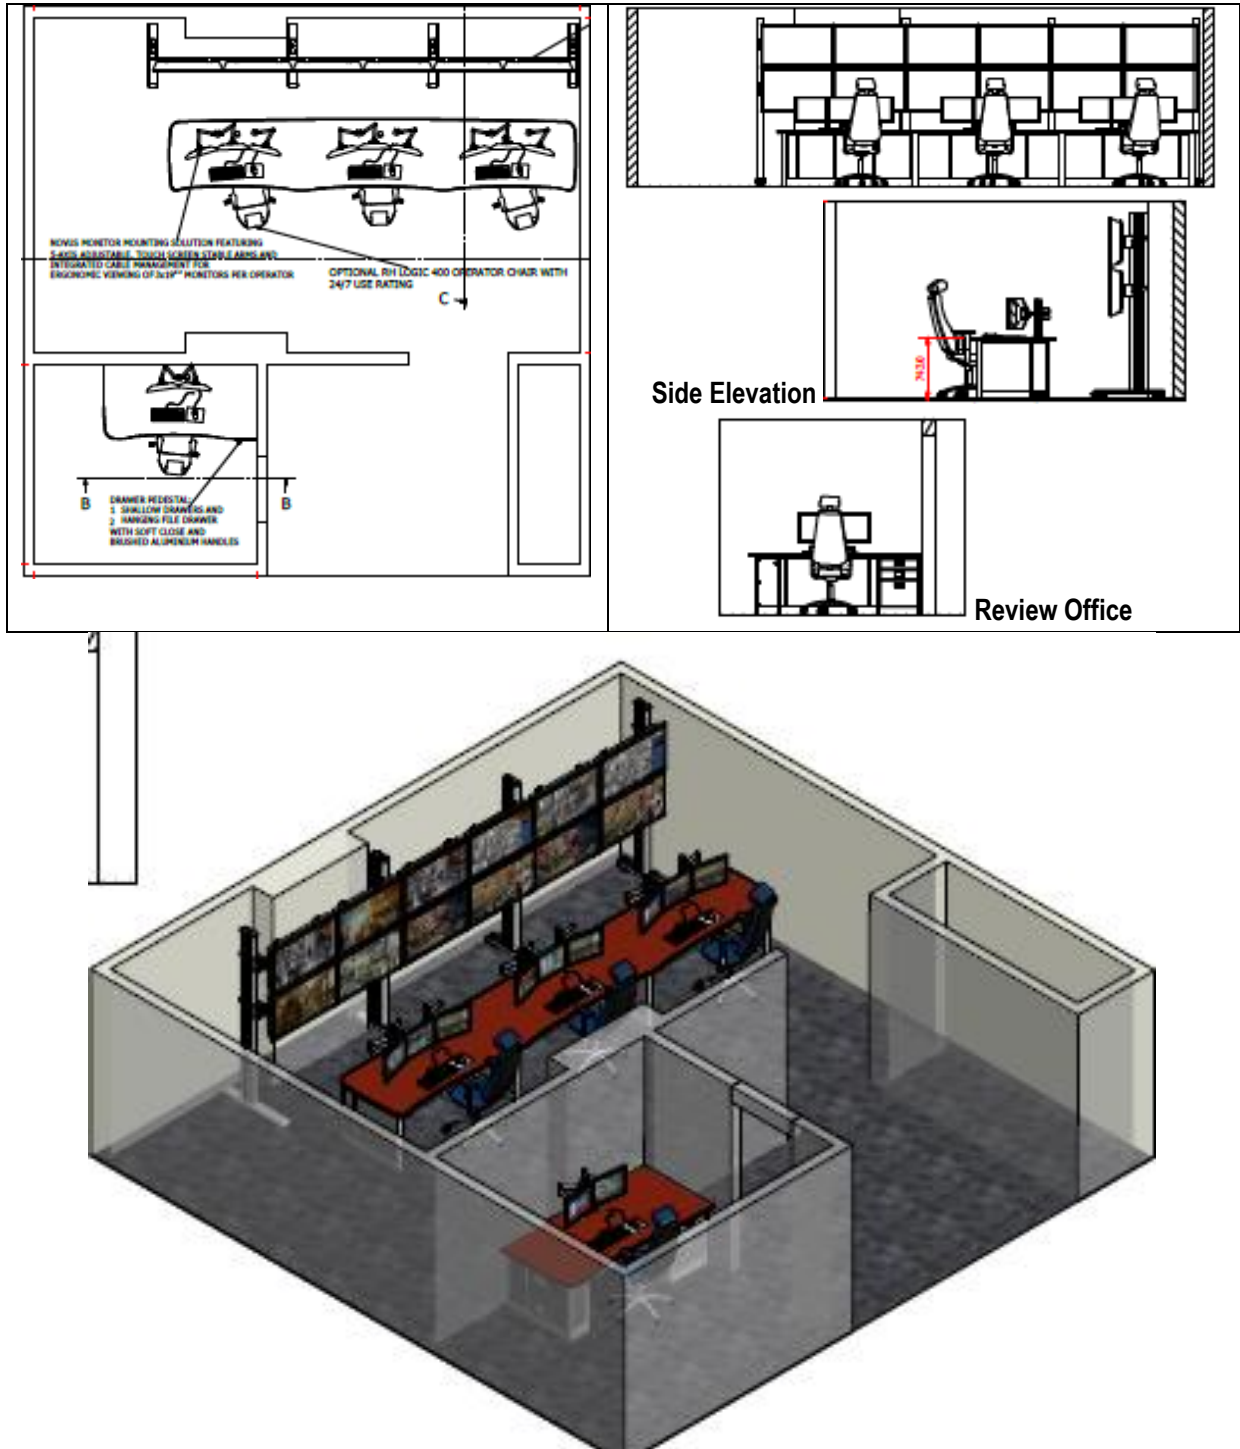 NOVUS MONITOR MOUNTING SOLUTION FEATURING
5-AXIS ADJUSTABLE, TOUCH SCREEN STABLE ARMS AND
INTEGRATED CABLE MANAGEMENT FOR
ERGONOMIC VIEWING OF MONITORS PER OPERATOR
OPTIONAL RH LOGIC 400 OPERATOR CHAIR WITH
24/7 USE RATING
C
B
B
DRAWER PEDESTAL:
1 SHALLOW DRAWERS AND
2 HANGING FILE DRAWER
WITH SOFT CLOSE AND
BRUSHED ALUMINIUM HANDLES
Side Elevation
Review Office